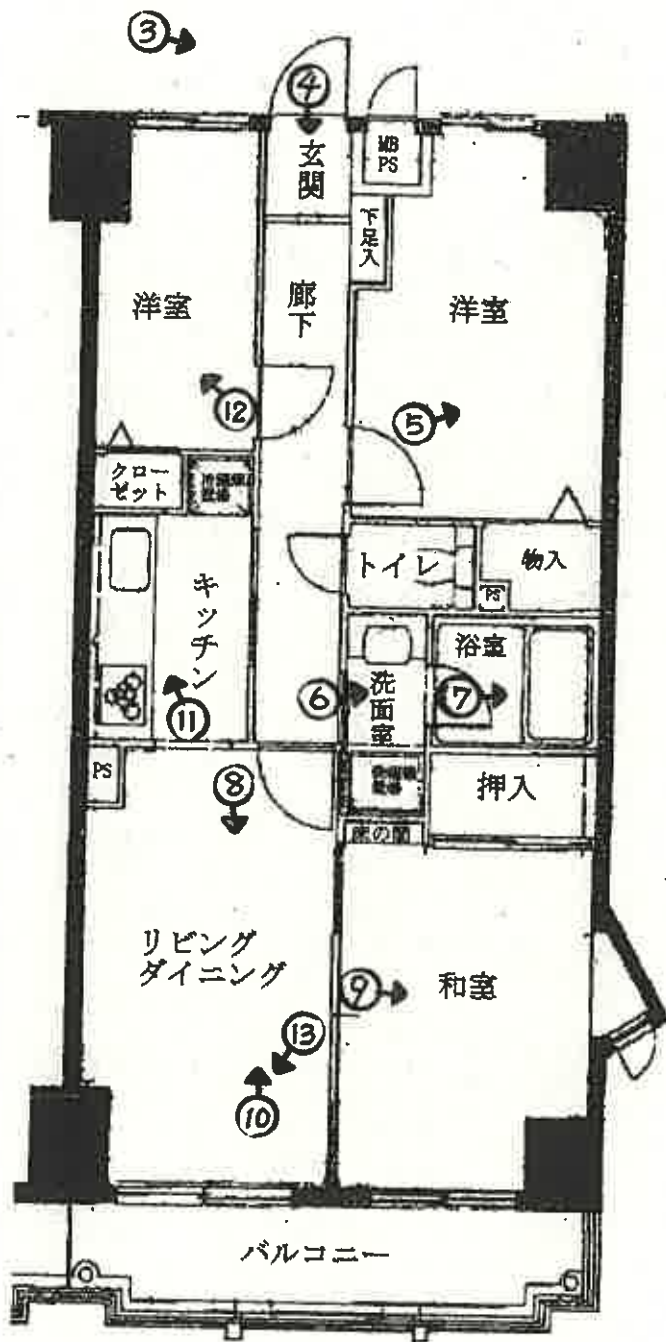 ③
④
玄関
MB
PS
下足入
洋室
廊下
洋室
⑫
⑤
クロー
ゼット
トイレ
物入
PS
キッチン
浴室
⑥
洗面室
⑦
⑪
PS
⑧
押入
床の間
リビング
ダイニング
⑨
和室
⑬
⑩
バルコニー